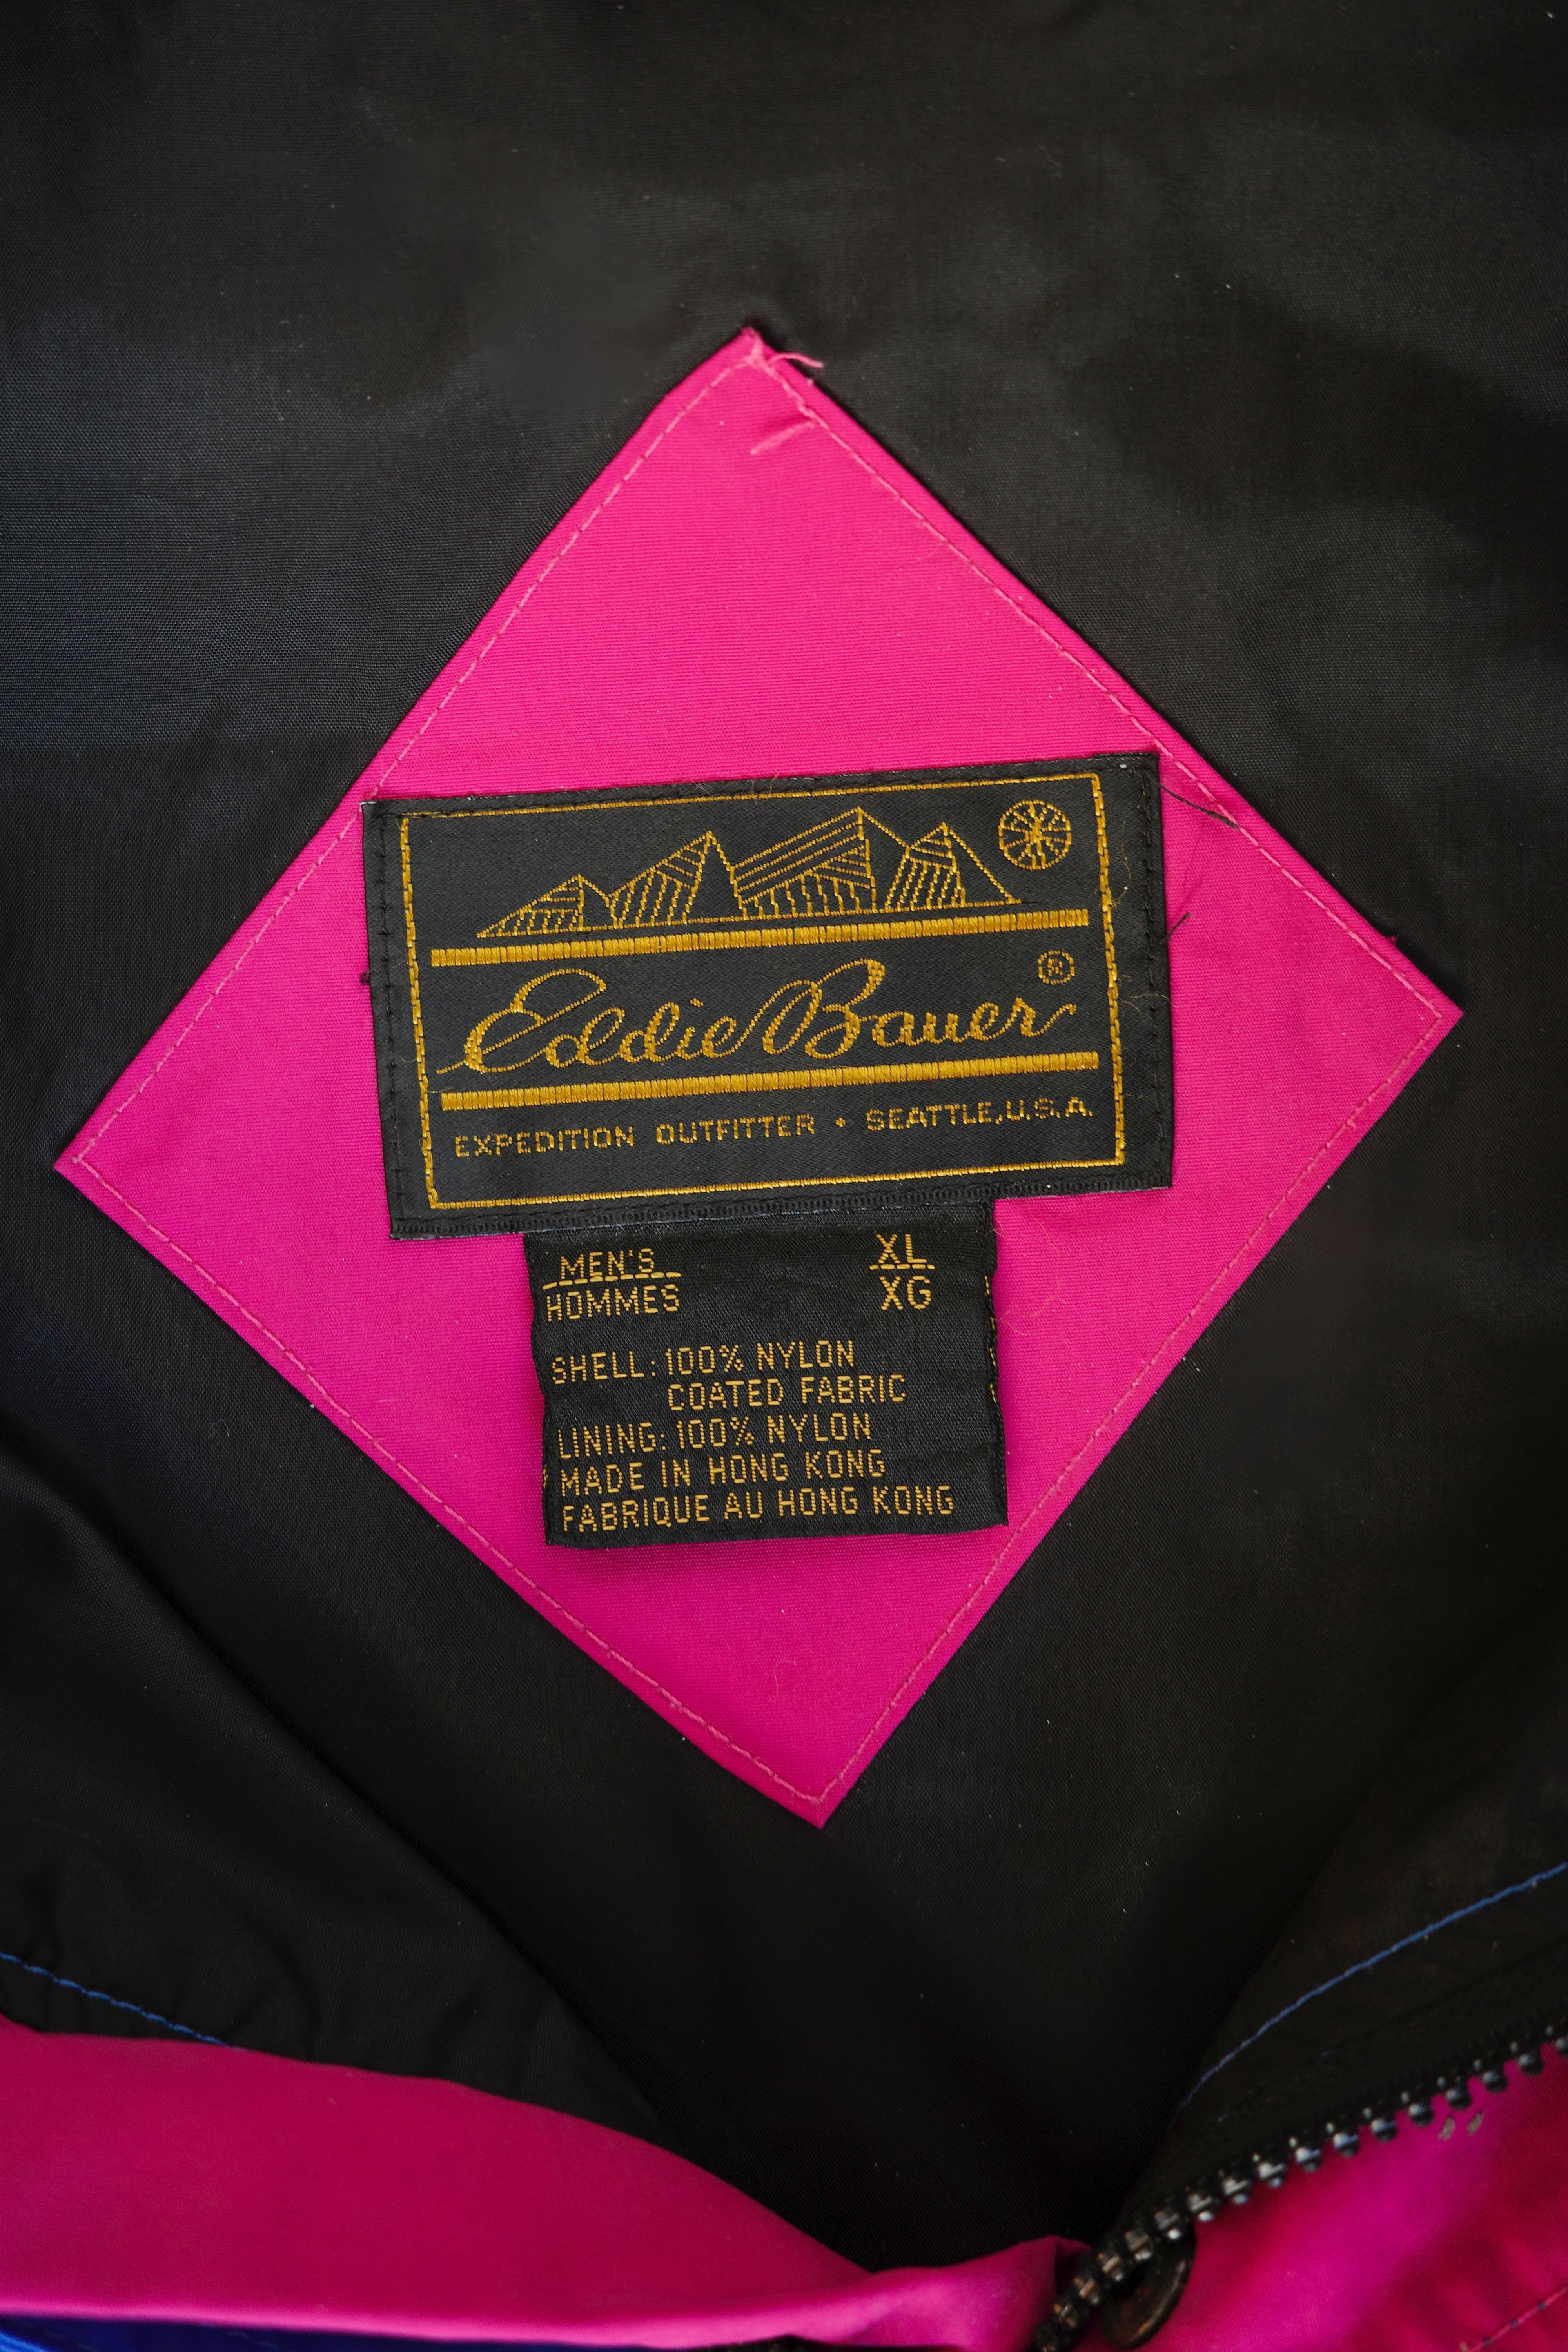 Eddie Bauer ®
EXPEDITION OUTFITTER • SEATTLE, U.S.A.
MEN'S XL
HOMMES XG
SHELL: 100% NYLON
COATED FABRIC
LINING: 100% NYLON
MADE IN HONG KONG
FABRIQUE AU HONG KONG